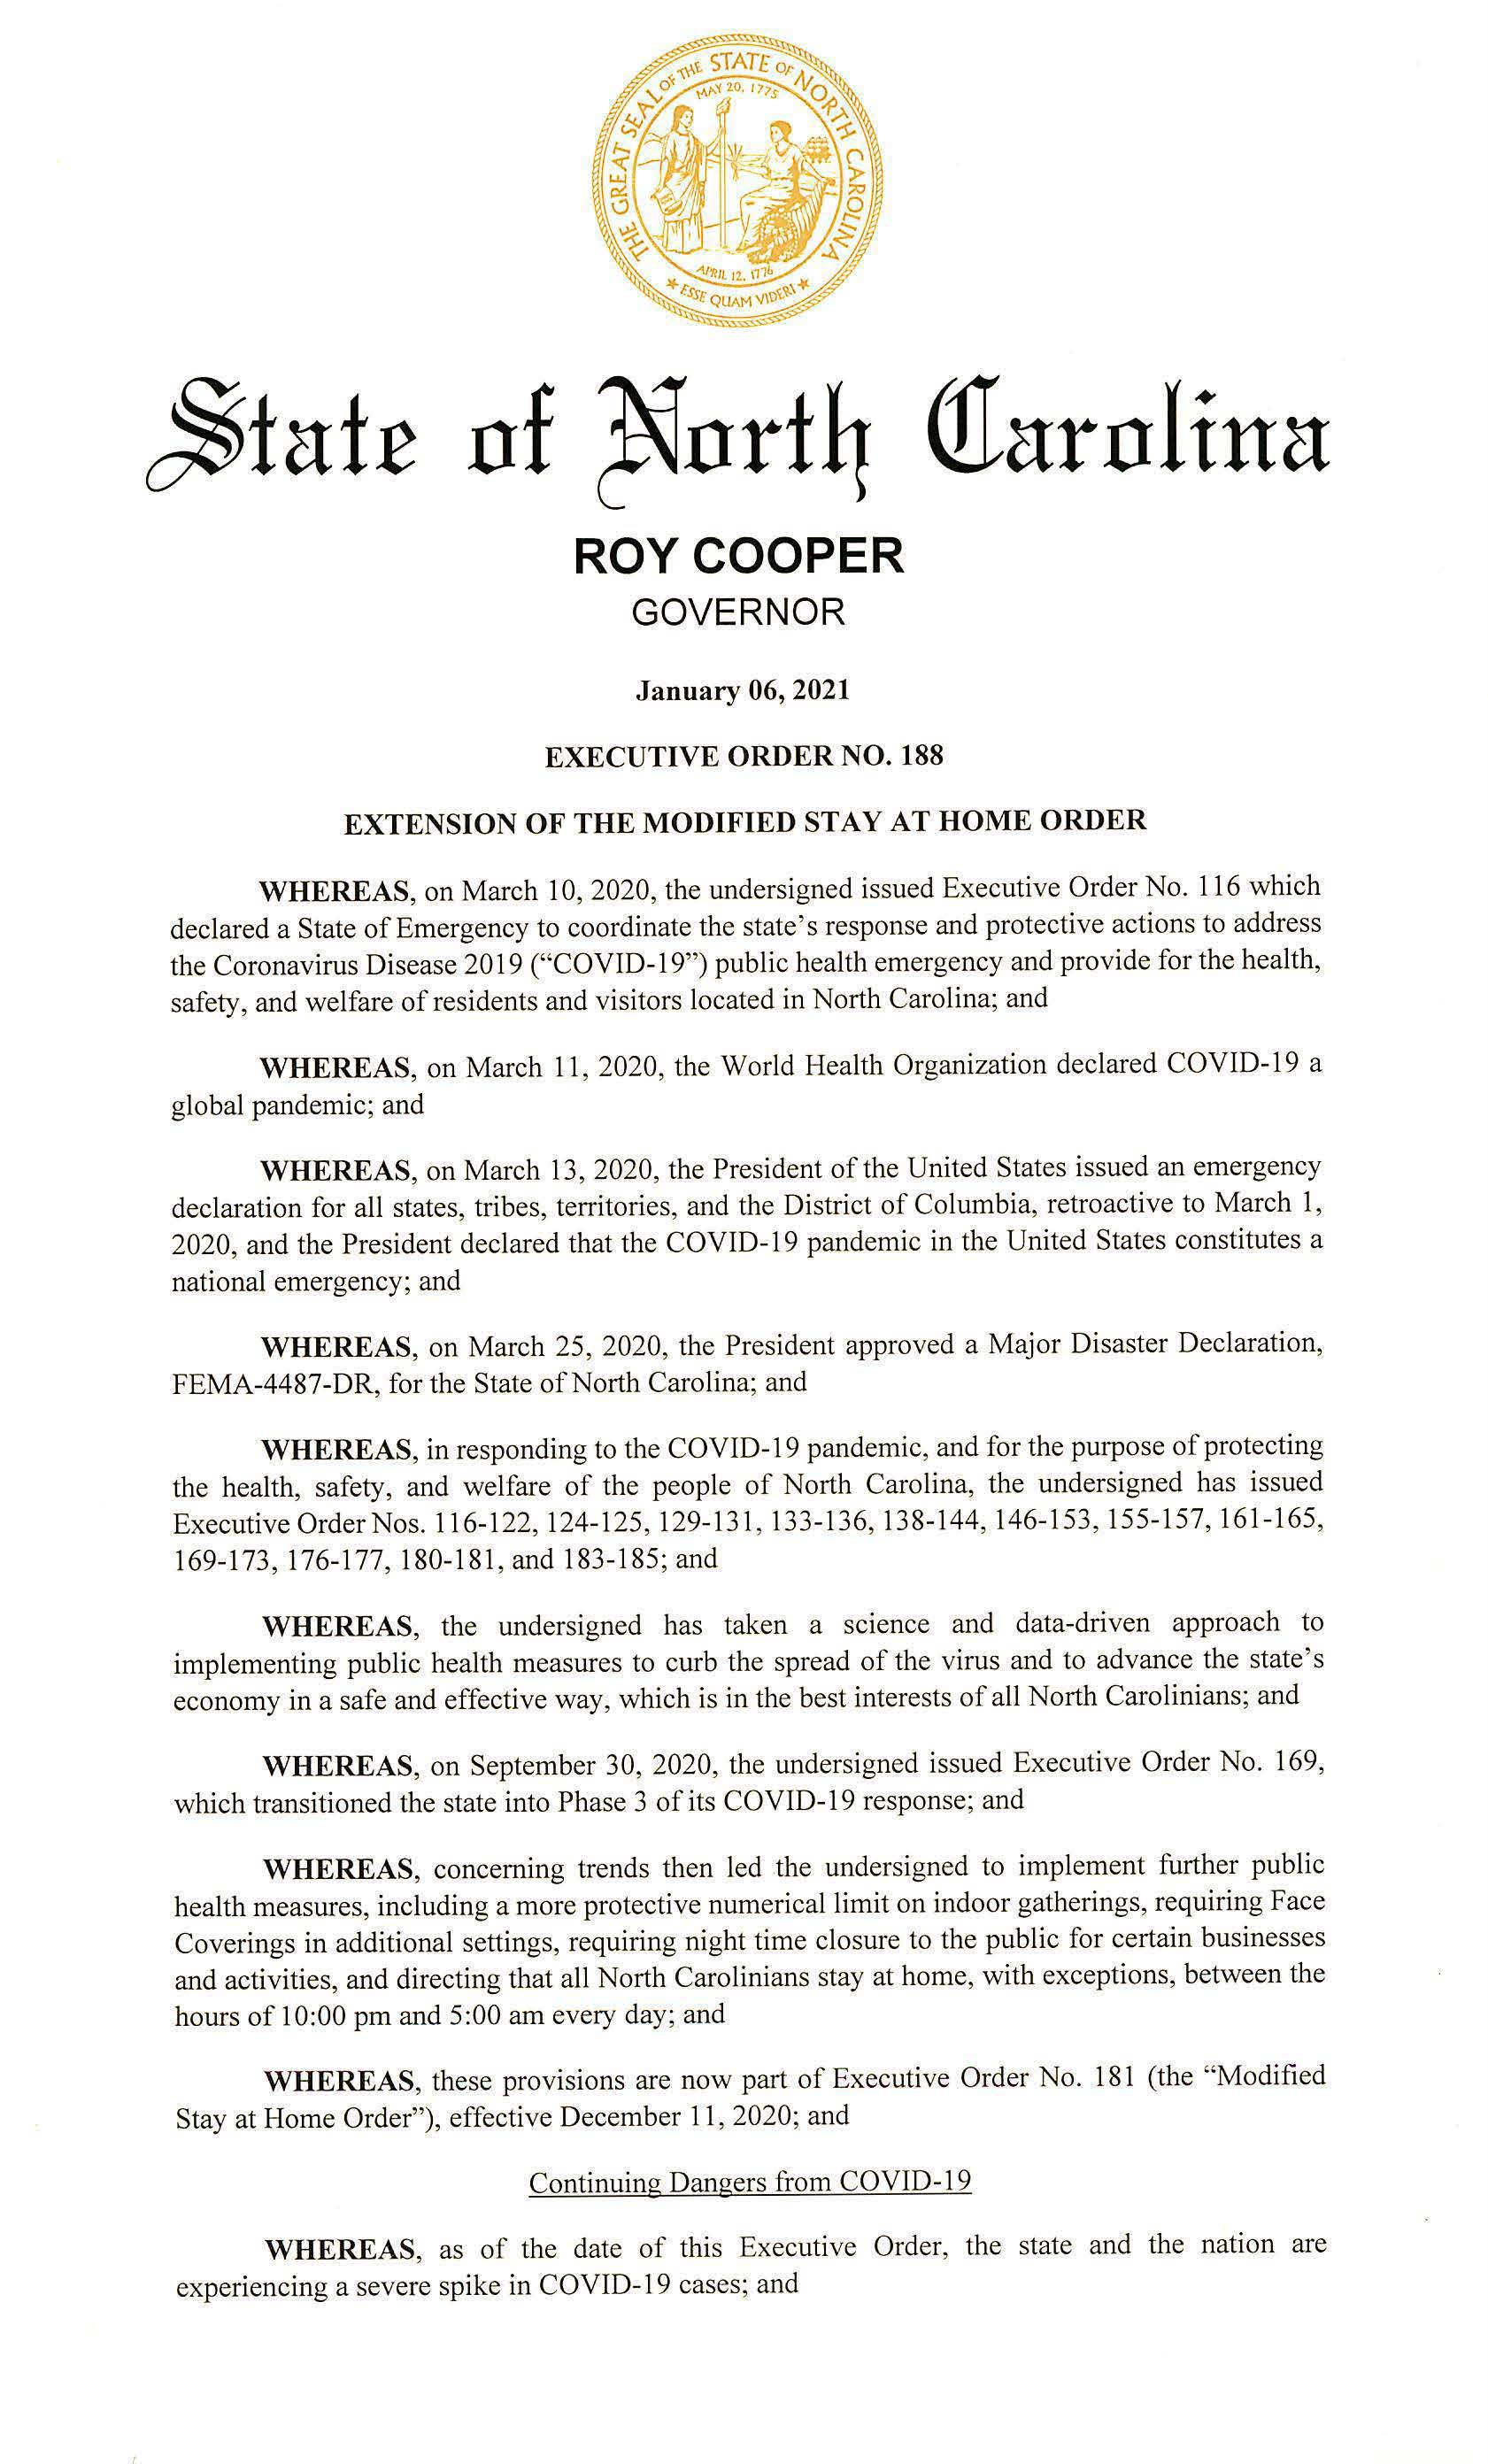 THE GREAT SEAL OF THE STATE OF NORTH CAROLINA
MAY 20, 1775
APRIL 12, 1776
★ ESSE QUAM VIDERI ★
State of North Carolina
ROY COOPER
GOVERNOR
January 06, 2021
EXECUTIVE ORDER NO. 188
EXTENSION OF THE MODIFIED STAY AT HOME ORDER
WHEREAS, on March 10, 2020, the undersigned issued Executive Order No. 116 which
declared a State of Emergency to coordinate the state's response and protective actions to address
the Coronavirus Disease 2019 (“COVID-19”) public health emergency and provide for the health,
safety, and welfare of residents and visitors located in North Carolina; and
WHEREAS, on March 11, 2020, the World Health Organization declared COVID-19 a
global pandemic; and
WHEREAS, on March 13, 2020, the President of the United States issued an emergency
declaration for all states, tribes, territories, and the District of Columbia, retroactive to March 1,
2020, and the President declared that the COVID-19 pandemic in the United States constitutes a
national emergency; and
WHEREAS, on March 25, 2020, the President approved a Major Disaster Declaration,
FEMA-4487-DR, for the State of North Carolina; and
WHEREAS, in responding to the COVID-19 pandemic, and for the purpose of protecting
the health, safety, and welfare of the people of North Carolina, the undersigned has issued
Executive Order Nos. 116-122, 124-125, 129-131, 133-136, 138-144, 146-153, 155-157, 161-165,
169-173, 176-177, 180-181, and 183-185; and
WHEREAS, the undersigned has taken a science and data-driven approach to
implementing public health measures to curb the spread of the virus and to advance the state's
economy in a safe and effective way, which is in the best interests of all North Carolinians; and
WHEREAS, on September 30, 2020, the undersigned issued Executive Order No. 169,
which transitioned the state into Phase 3 of its COVID-19 response; and
WHEREAS, concerning trends then led the undersigned to implement further public
health measures, including a more protective numerical limit on indoor gatherings, requiring Face
Coverings in additional settings, requiring night time closure to the public for certain businesses
and activities, and directing that all North Carolinians stay at home, with exceptions, between the
hours of 10:00 pm and 5:00 am every day; and
WHEREAS, these provisions are now part of Executive Order No. 181 (the “Modified
Stay at Home Order”), effective December 11, 2020; and
Continuing Dangers from COVID-19
WHEREAS, as of the date of this Executive Order, the state and the nation are
experiencing a severe spike in COVID-19 cases; and